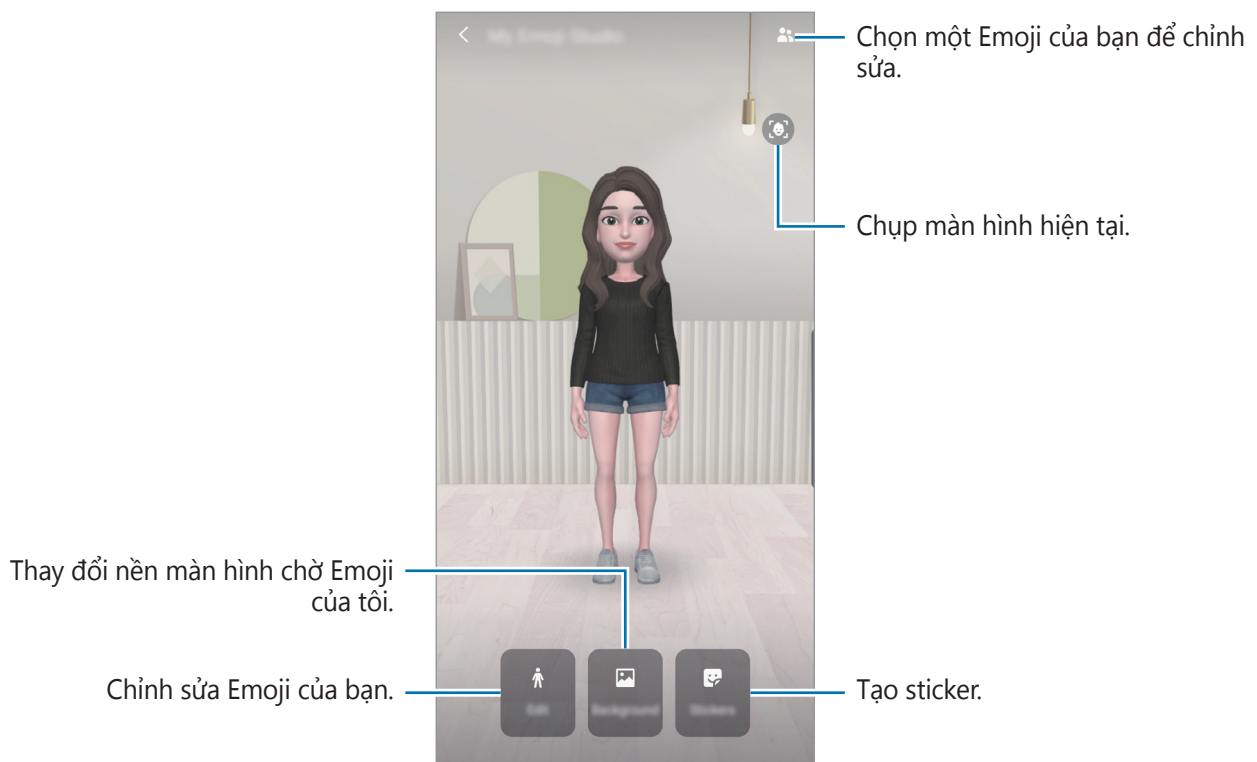 Chọn một Emoji của bạn để chỉnh
sửa.
Chụp màn hình hiện tại.
Thay đổi nền màn hình chờ Emoji
của tôi.
Chỉnh sửa Emoji của bạn.
Tạo sticker.